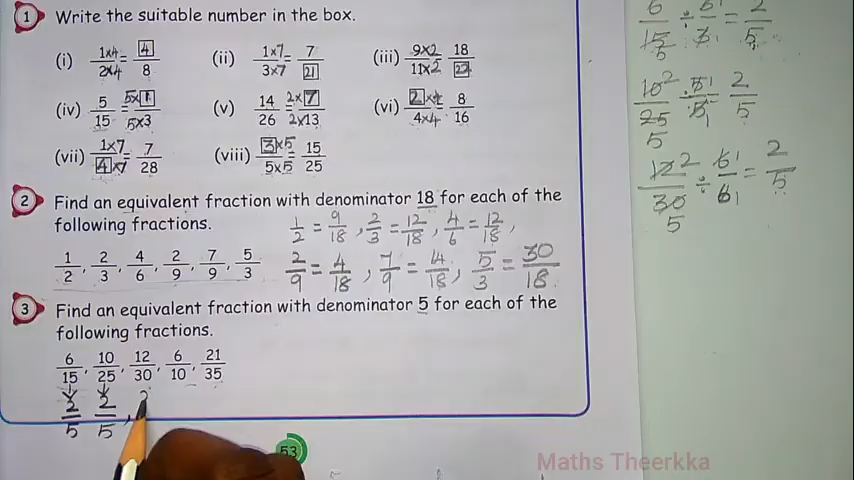 1 Write the suitable number in the box.
(i) 1×4/2×4 = 4/8 (ii) 1×7/3×7 = 7/21 (iii) 9×2/11×2 = 18/22
(iv) 5/15 = 5×1/5×3 (v) 14/26 = 2×7/2×13 (vi) 2×4/4×4 = 8/16
(vii) 1×7/4×7 = 7/28 (viii) 3×5/5×5 = 15/25
2 Find an equivalent fraction with denominator 18 for each of the
following fractions.
1/2 = 9/18, 2/3 = 12/18, 4/6 = 12/18,
1/2, 2/3, 4/6, 2/9, 7/9, 5/3
2/9 = 4/18, 7/9 = 14/18, 5/3 = 30/18.
3 Find an equivalent fraction with denominator 5 for each of the
following fractions.
6/15, 10/25, 12/30, 6/10, 21/35
2/5 2/5, 2
53
6/15 ÷ 3/3 = 2/5
10/25 ÷ 5/5 = 2/5
12/30 ÷ 6/6 = 2/5
Maths Theerkka